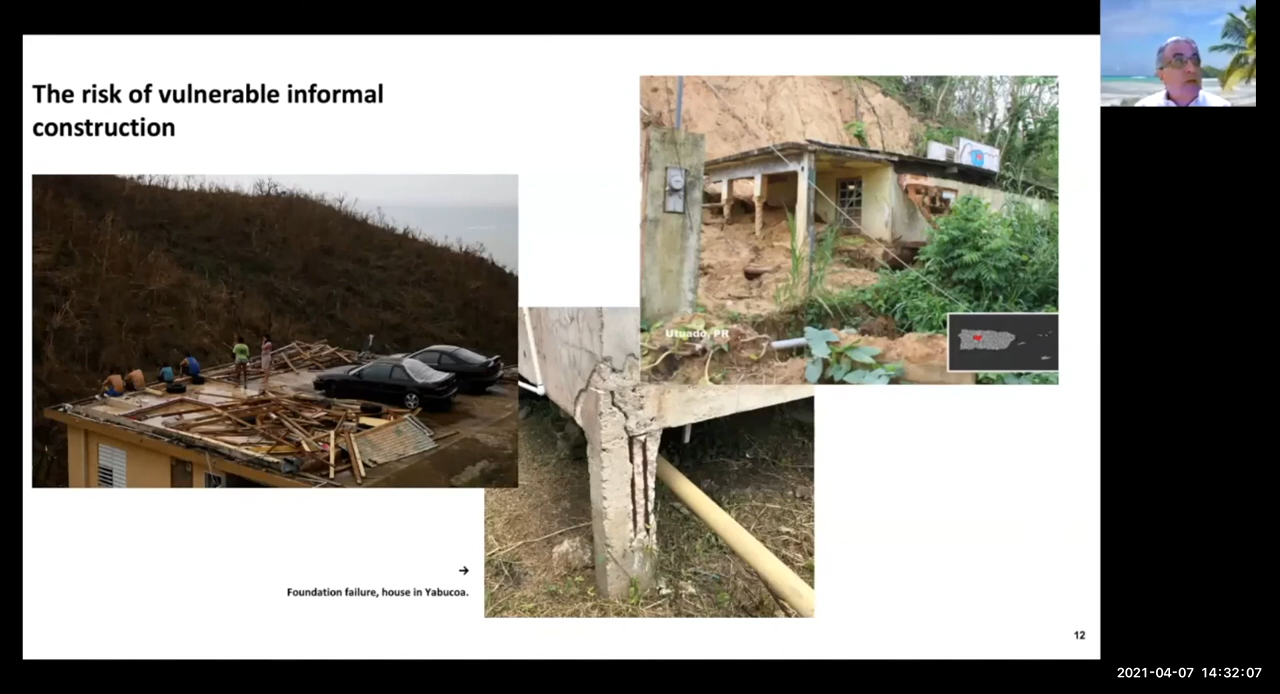 The risk of vulnerable informal
construction
Utuado, PR
→
Foundation failure, house in Yabucoa.
12
2021-04-07 14:32:07